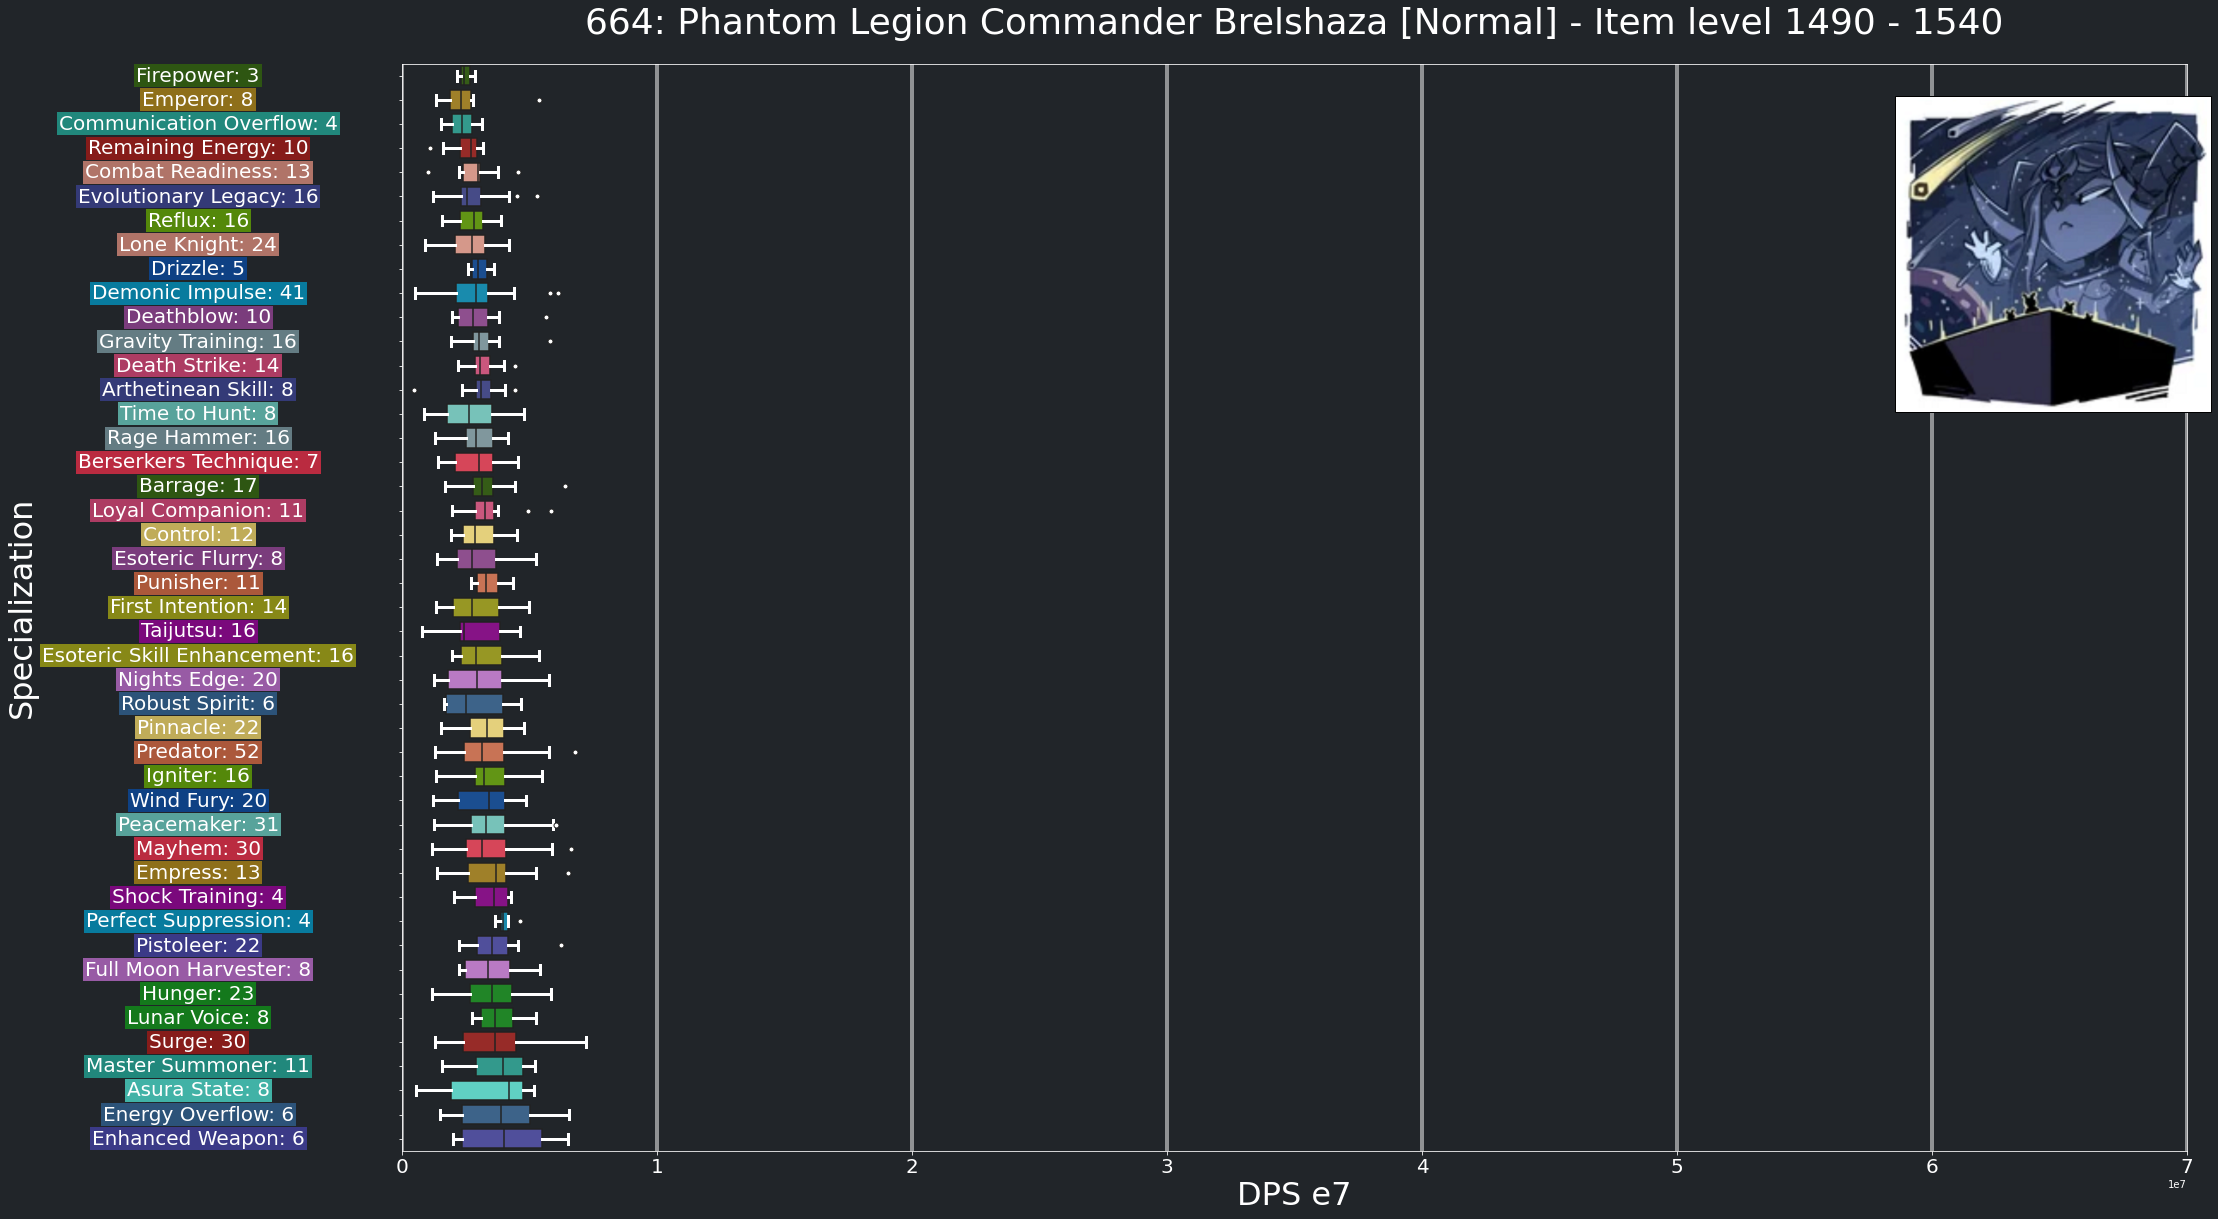 664: Phantom Legion Commander Brelshaza [Normal] - Item level 1490 - 1540
Specialization
Firepower: 3
Emperor: 8
Communication Overflow: 4
Remaining Energy: 10
Combat Readiness: 13
Evolutionary Legacy: 16
Reflux: 16
Lone Knight: 24
Drizzle: 5
Demonic Impulse: 41
Deathblow: 10
Gravity Training: 16
Death Strike: 14
Arthetinean Skill: 8
Time to Hunt: 8
Rage Hammer: 16
Berserkers Technique: 7
Barrage: 17
Loyal Companion: 11
Control: 12
Esoteric Flurry: 8
Punisher: 11
First Intention: 14
Taijutsu: 16
Esoteric Skill Enhancement: 16
Nights Edge: 20
Robust Spirit: 6
Pinnacle: 22
Predator: 52
Igniter: 16
Wind Fury: 20
Peacemaker: 31
Mayhem: 30
Empress: 13
Shock Training: 4
Perfect Suppression: 4
Pistoleer: 22
Full Moon Harvester: 8
Hunger: 23
Lunar Voice: 8
Surge: 30
Master Summoner: 11
Asura State: 8
Energy Overflow: 6
Enhanced Weapon: 6
0 1 2 3 4 5 6 7
1e7
DPS e7